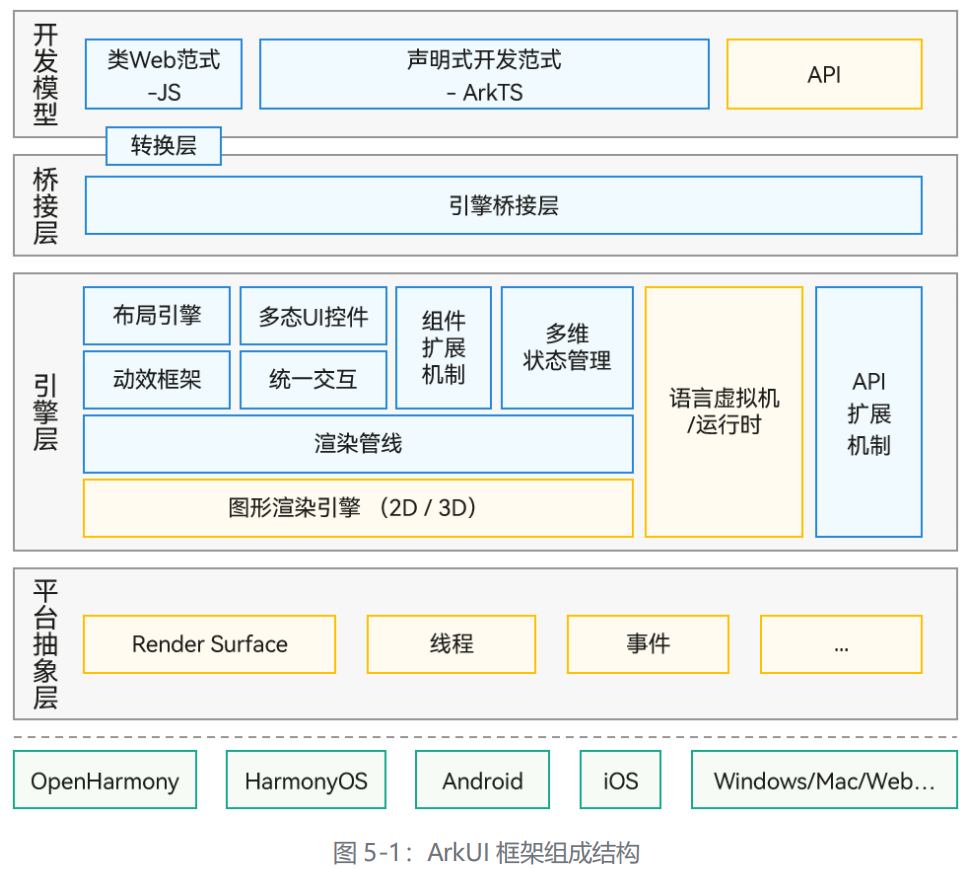 开发模型
类Web范式
-JS
声明式开发范式
- ArkTS
API
转换层
桥接层
引擎桥接层
引擎层
布局引擎
多态UI控件
动效框架
统一交互
组件
扩展
机制
多维
状态管理
渲染管线
图形渲染引擎 （2D / 3D）
语言虚拟机
/运行时
API
扩展
机制
平台抽象层
Render Surface
线程
事件
...
OpenHarmony
HarmonyOS
Android
iOS
Windows/Mac/Web...
图 5-1：ArkUI 框架组成结构